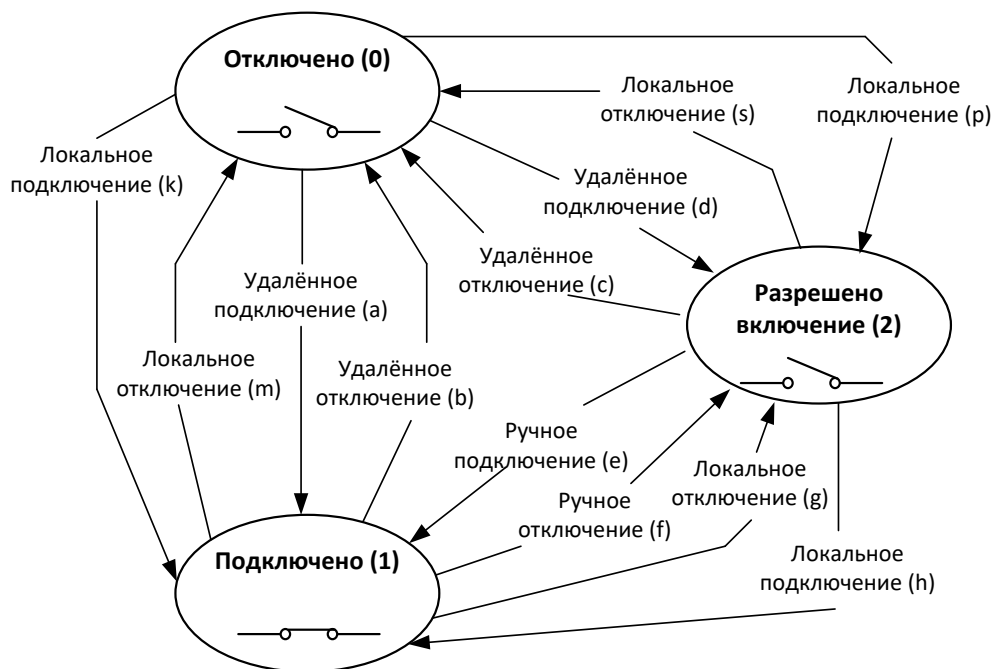 Отключено (0)
Локальное
отключение (s)
Локальное
подключение (p)
Локальное
подключение (k)
Удалённое
подключение (d)
Удалённое
отключение (c)
Удалённое
подключение (a)
Разрешено
включение (2)
Локальное
отключение (m)
Удалённое
отключение (b)
Ручное
подключение (e)
Локальное
отключение (g)
Ручное
отключение (f)
Подключено (1)
Локальное
подключение (h)